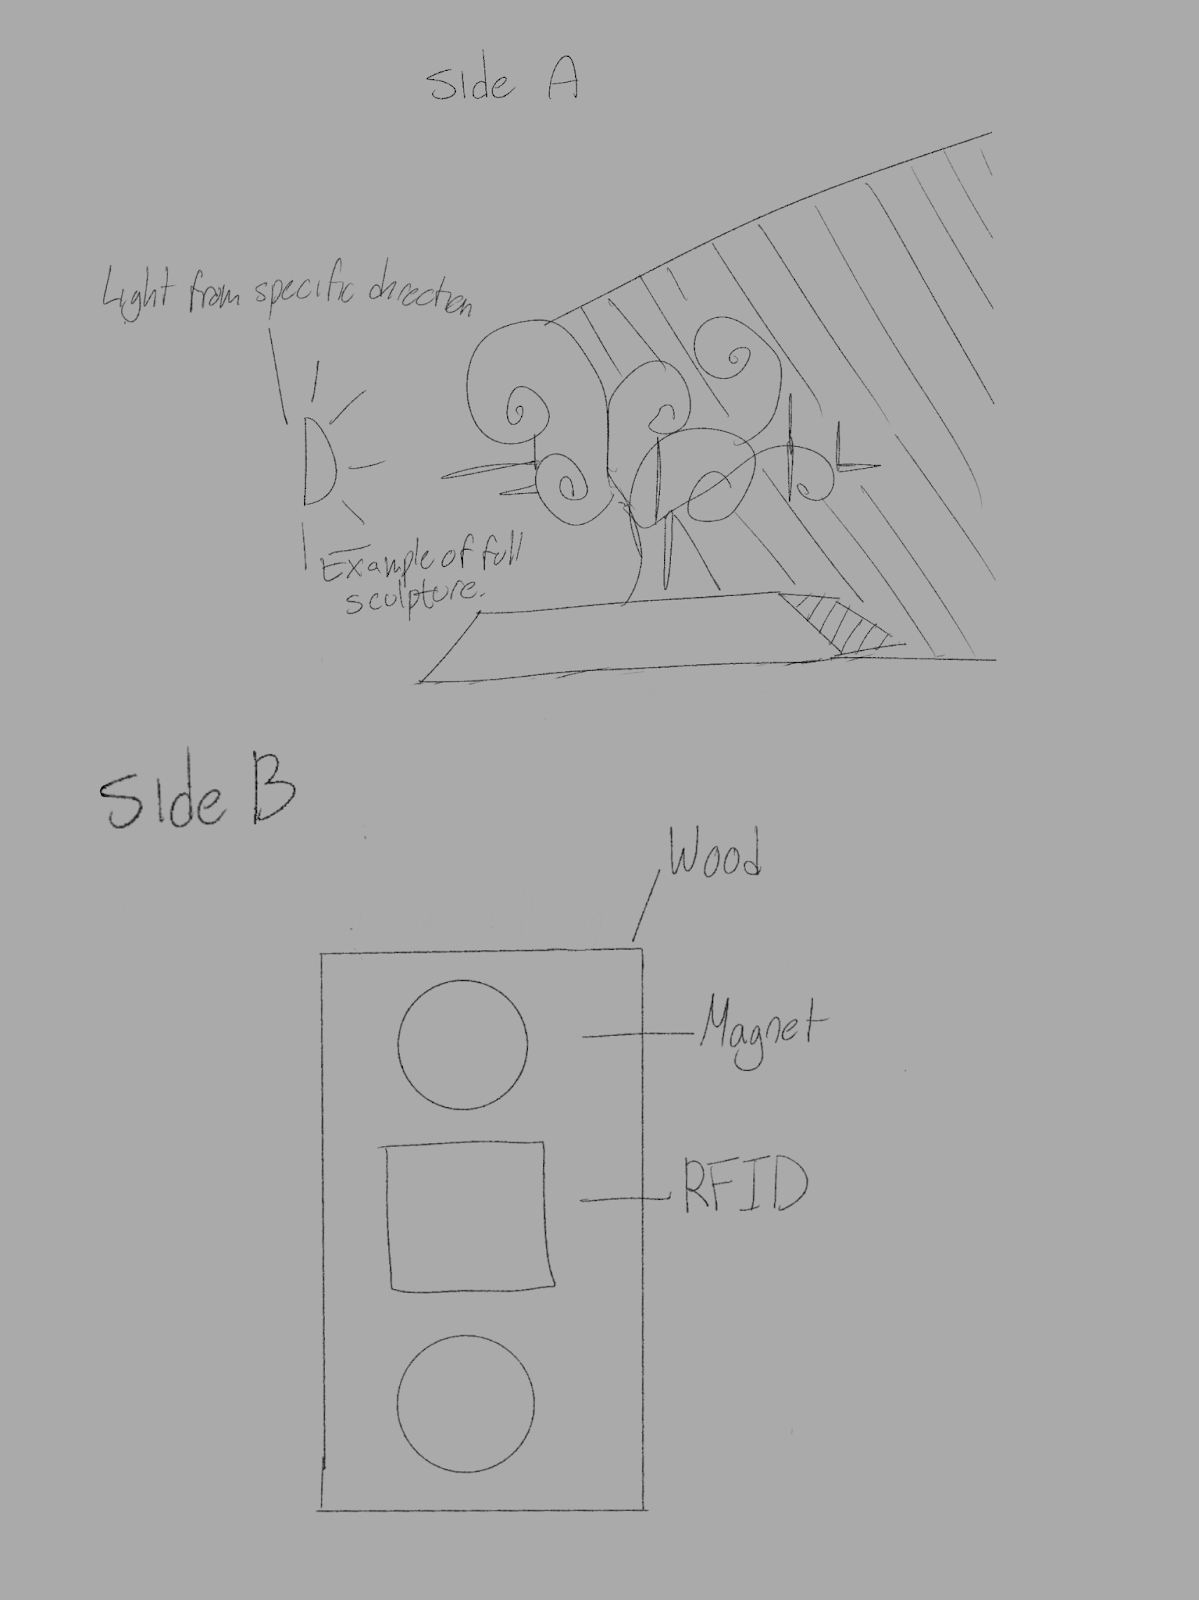 Side A
Light from specific direction
Example of full
sculpture.
Side B
Wood
Magnet
RFID